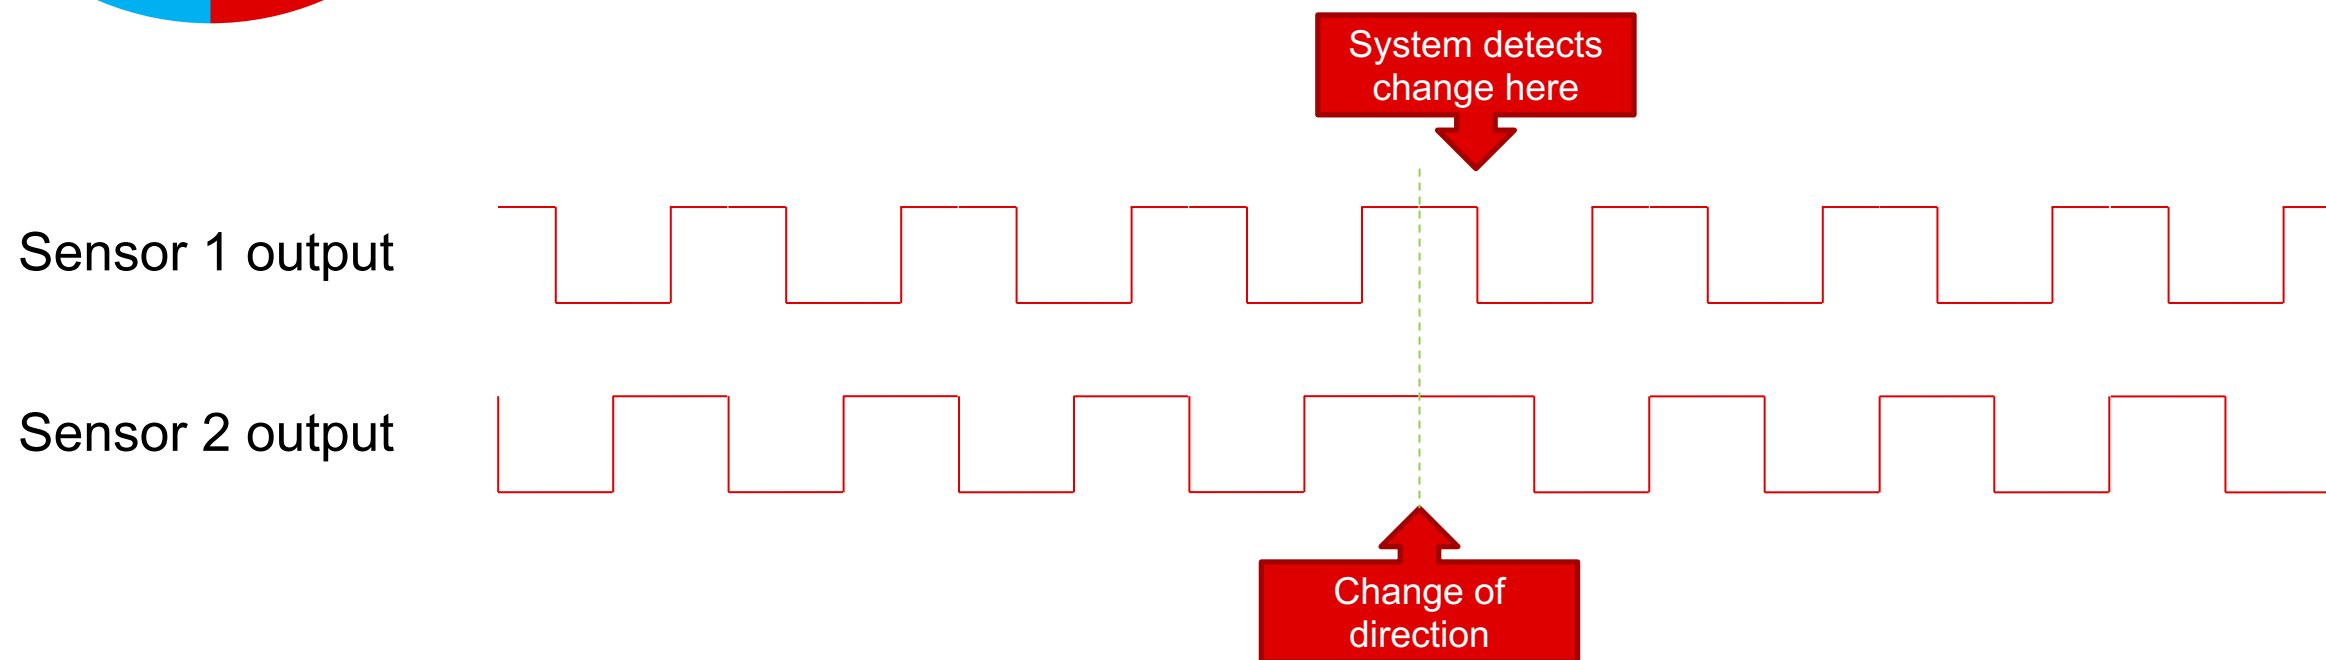 System detects
change here
Sensor 1 output
Sensor 2 output
Change of
direction